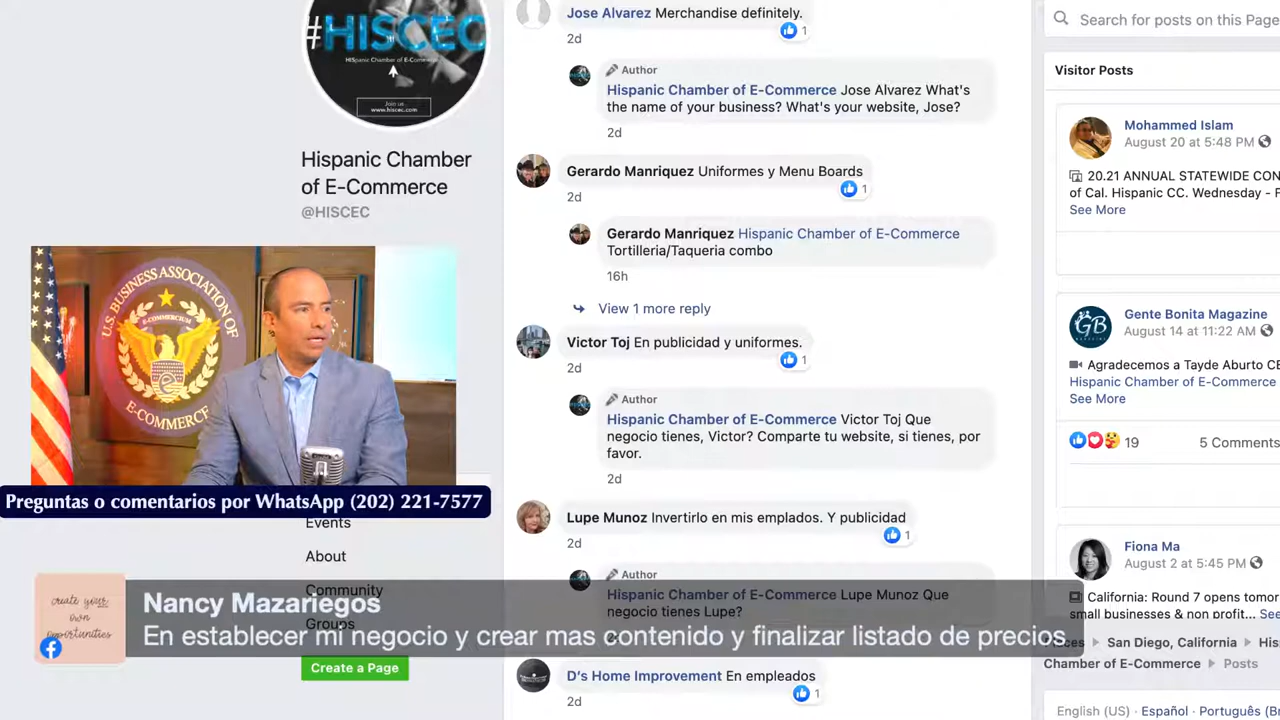 #HISCEC
HISpanic Chamber of E-Commerce
Join us
www.hiscec.com
Hispanic Chamber
of E-Commerce
@HISCEC
U.S. BUSINESS ASSOCIATION OF
E-COMMERCIUM
E-COMMERCE
Preguntas o comentarios por WhatsApp (202) 221-7577
Events
About
Community
Groups
Create a Page
Jose Alvarez Merchandise definitely.
1
2d
Author
Hispanic Chamber of E-Commerce Jose Alvarez What's
the name of your business? What's your website, Jose?
2d
Gerardo Manriquez Uniformes y Menu Boards
1
2d
Gerardo Manriquez Hispanic Chamber of E-Commerce
Tortilleria/Taqueria combo
16h
View 1 more reply
Victor Toj En publicidad y uniformes.
1
2d
Author
Hispanic Chamber of E-Commerce Victor Toj Que
negocio tienes, Victor? Comparte tu website, si tienes, por
favor.
2d
Lupe Munoz Invertirlo en mis emplados. Y publicidad
1
2d
Author
Hispanic Chamber of E-Commerce Lupe Munoz Que
negocio tienes Lupe?
D's Home Improvement En empleados
1
2d
create your
own
opportunities
Nancy Mazariegos
En establecer mi negocio y crear mas contenido y finalizar listado de precios.
Search for posts on this Page
Visitor Posts
Mohammed Islam
August 20 at 5:48 PM
20.21 ANNUAL STATEWIDE CON
of Cal. Hispanic CC. Wednesday - F
See More
GB
Gente Bonita Magazine
August 14 at 11:22 AM
Agradecemos a Tayde Aburto CE
Hispanic Chamber of E-Commerce
See More
19
5 Comments
Fiona Ma
August 2 at 5:45 PM
California: Round 7 opens tomor
small business & non profit... See
San Diego, California
His
Chamber of E-Commerce
Posts
English (US) · Español · Português (Br